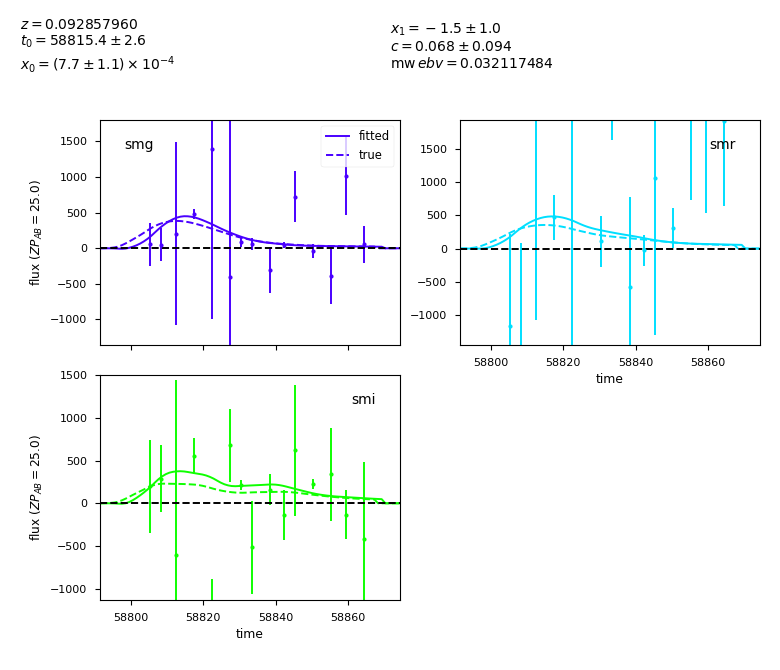 z = 0.092857960
t₀ = 58815.4 ± 2.6
x₀ = (7.7 ± 1.1) × 10⁻⁴
x₁ = −1.5 ± 1.0
c = 0.068 ± 0.094
mw ebv = 0.032117484
smg
fitted
true
1500
1000
500
0
−500
−1000
flux (ZP_AB = 25.0)
smr
1500
1000
500
0
−500
−1000
58800 58820 58840 58860
time
smi
1500
1000
500
0
−500
−1000
flux (ZP_AB = 25.0)
58800 58820 58840 58860
time